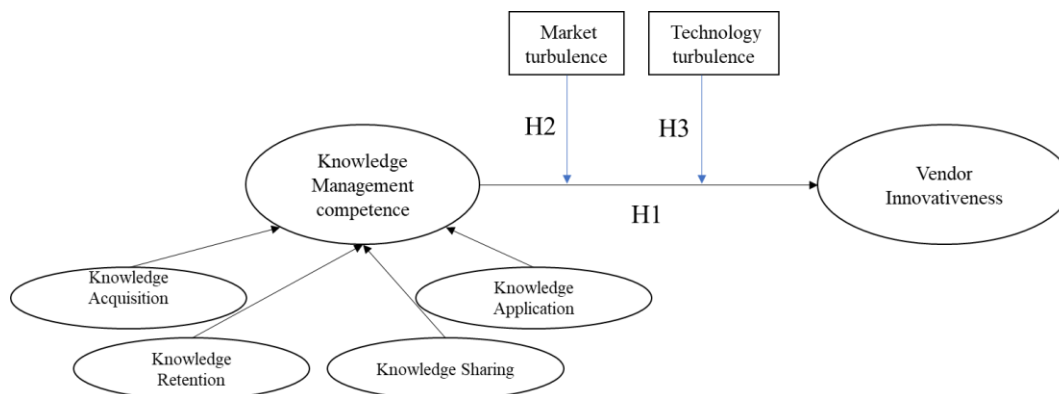 Market
turbulence
Technology
turbulence
H2
H3
Knowledge
Management
competence
Vendor
Innovativeness
H1
Knowledge
Acquisition
Knowledge
Application
Knowledge
Retention
Knowledge Sharing